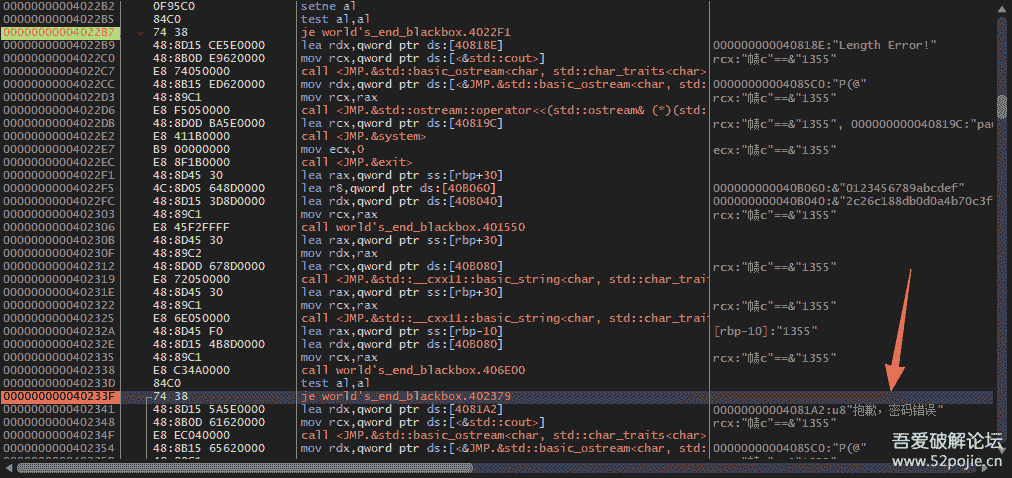 00000000004022B2 0F95C0 setne al
00000000004022B5 84C0 test al,al
00000000004022B7 74 38 je world's_end_blackbox.4022F1
00000000004022B9 48:8D15 CE5E0000 lea rdx,qword ptr ds:[40818E] 000000000040818E:"Length Error!"
00000000004022C0 48:8B0D E9620000 mov rcx,qword ptr ds:[<&std::cout>] rcx:"帻c"==&"1355"
00000000004022C7 E8 74050000 call <JMP.&std::basic_ostream<char, std::char_traits<char>
00000000004022CC 48:8B15 ED620000 mov rdx,qword ptr ds:[<&JMP.&std::basic_ostream<char, std: 00000000004085C0:"P(@"
00000000004022D3 48:89C1 mov rcx,rax rcx:"帻c"==&"1355"
00000000004022D6 E8 F5050000 call <JMP.&std::ostream::operator<<(std::ostream& (*)(std:
00000000004022DB 48:8D0D BA5E0000 lea rcx,qword ptr ds:[40819C] rcx:"帻c"==&"1355", 000000000040819C:"pau
00000000004022E2 E8 411B0000 call <JMP.&system>
00000000004022E7 B9 00000000 mov ecx,0 ecx:"帻c"==&"1355"
00000000004022EC E8 8F1B0000 call <JMP.&exit>
00000000004022F1 48:8D45 30 lea rax,qword ptr ss:[rbp+30]
00000000004022F5 4C:8D05 648D0000 lea r8,qword ptr ds:[40B060] 000000000040B060:&"0123456789abcdef"
00000000004022FC 48:8D15 3D8D0000 lea rdx,qword ptr ds:[40B040] 000000000040B040:&"2c26c188db0d0a4b70c3f
0000000000402303 48:89C1 mov rcx,rax rcx:"帻c"==&"1355"
0000000000402306 E8 45F2FFFF call world's_end_blackbox.401550
000000000040230B 48:8D45 30 lea rax,qword ptr ss:[rbp+30]
000000000040230F 48:89C2 mov rdx,rax
0000000000402312 48:8D0D 678D0000 lea rcx,qword ptr ds:[40B080] rcx:"帻c"==&"1355"
0000000000402319 E8 72050000 call <JMP.&std::__cxx11::basic_string<char, std::char_trai
000000000040231E 48:8D45 30 lea rax,qword ptr ss:[rbp+30]
0000000000402322 48:89C1 mov rcx,rax rcx:"帻c"==&"1355"
0000000000402325 E8 6E050000 call <JMP.&std::__cxx11::basic_string<char, std::char_trai
000000000040232A 48:8D45 F0 lea rax,qword ptr ss:[rbp-10] [rbp-10]:"1355"
000000000040232E 48:8D15 4B8D0000 lea rdx,qword ptr ds:[40B080]
0000000000402335 48:89C1 mov rcx,rax rcx:"帻c"==&"1355"
0000000000402338 E8 C34A0000 call world's_end_blackbox.406E00
000000000040233D 84C0 test al,al
000000000040233F 74 38 je world's_end_blackbox.402379
0000000000402341 48:8D15 5A5E0000 lea rdx,qword ptr ds:[4081A2] 00000000004081A2:u8"抱歉，密码错误"
0000000000402348 48:8B0D 61620000 mov rcx,qword ptr ds:[<&std::cout>] rcx:"帻c"==&"1355"
000000000040234F E8 EC040000 call <JMP.&std::basic_ostream<char, std::char_traits<char>
0000000000402354 48:8B15 65620000 mov rdx,qword ptr ds:[<&JMP.&std::basic_ostream<char, std: 00000000004085C0:"P(@"
吾爱破解论坛
www.52pojie.cn